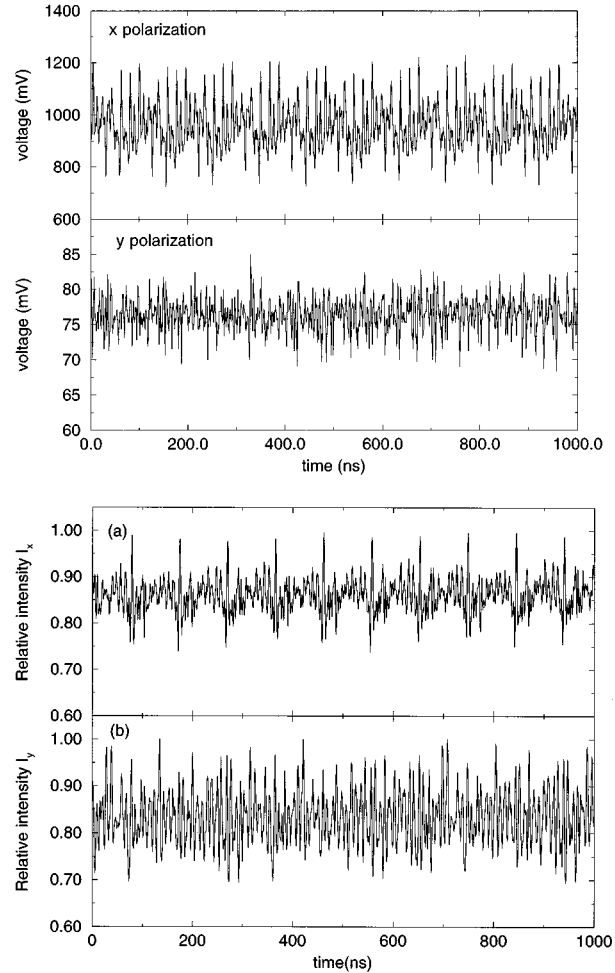 x polarization
voltage (mV)
1400
1200
1000
800
600
y polarization
voltage (mV)
85
80
75
70
65
60
0.0 200.0 400.0 600.0 800.0 1000.0
time (ns)
(a)
Relative intensity I_x
1.00
0.90
0.80
0.70
0.60
(b)
Relative intensity I_y
1.00
0.90
0.80
0.70
0.60
0 200 400 600 800 1000
time(ns)